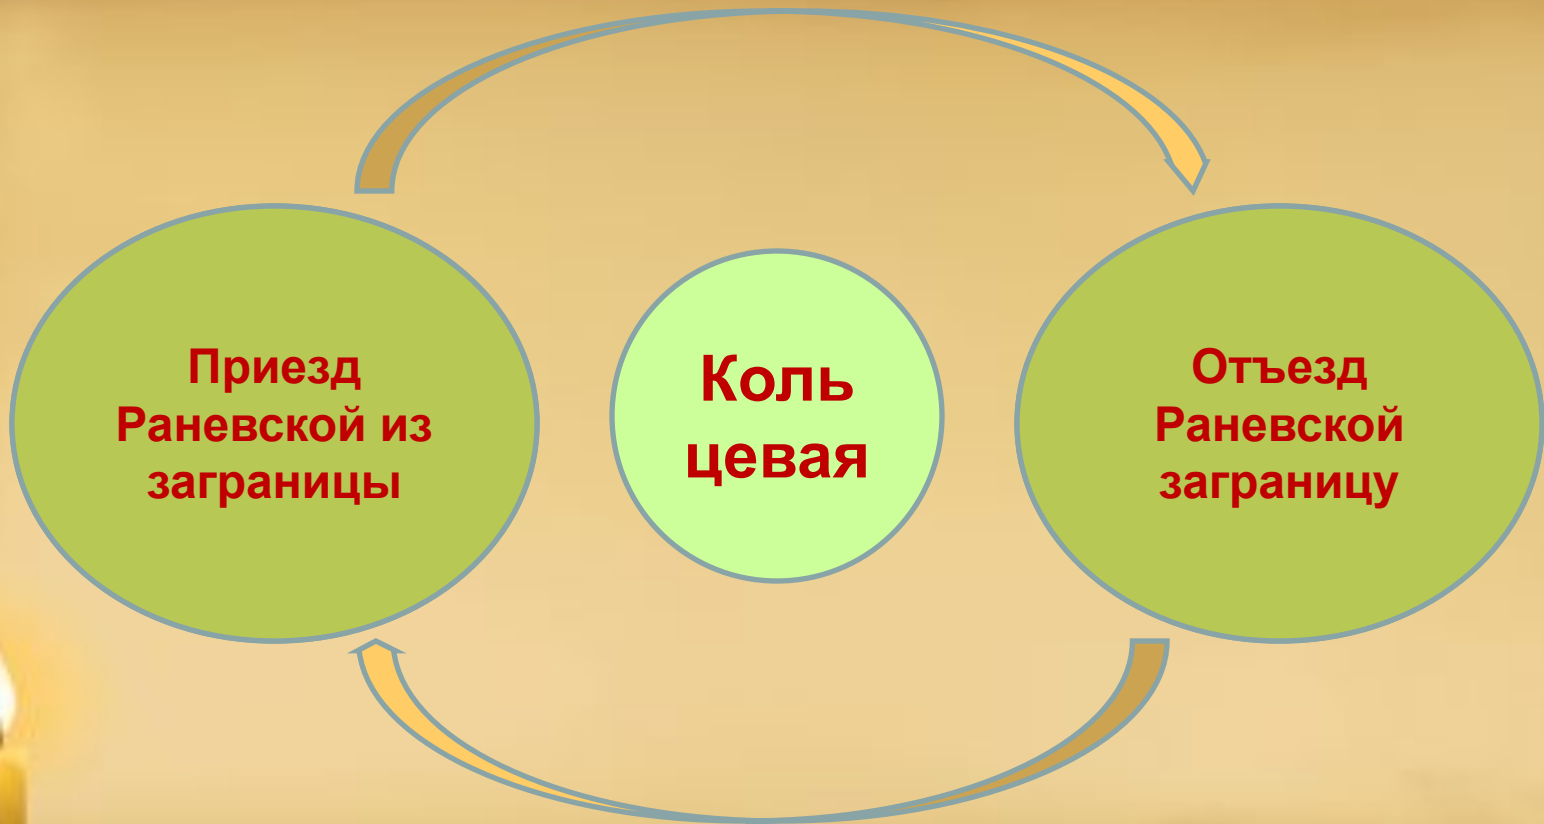 Приезд
Раневской из
заграницы
Коль
цевая
Отъезд
Раневской
заграницу